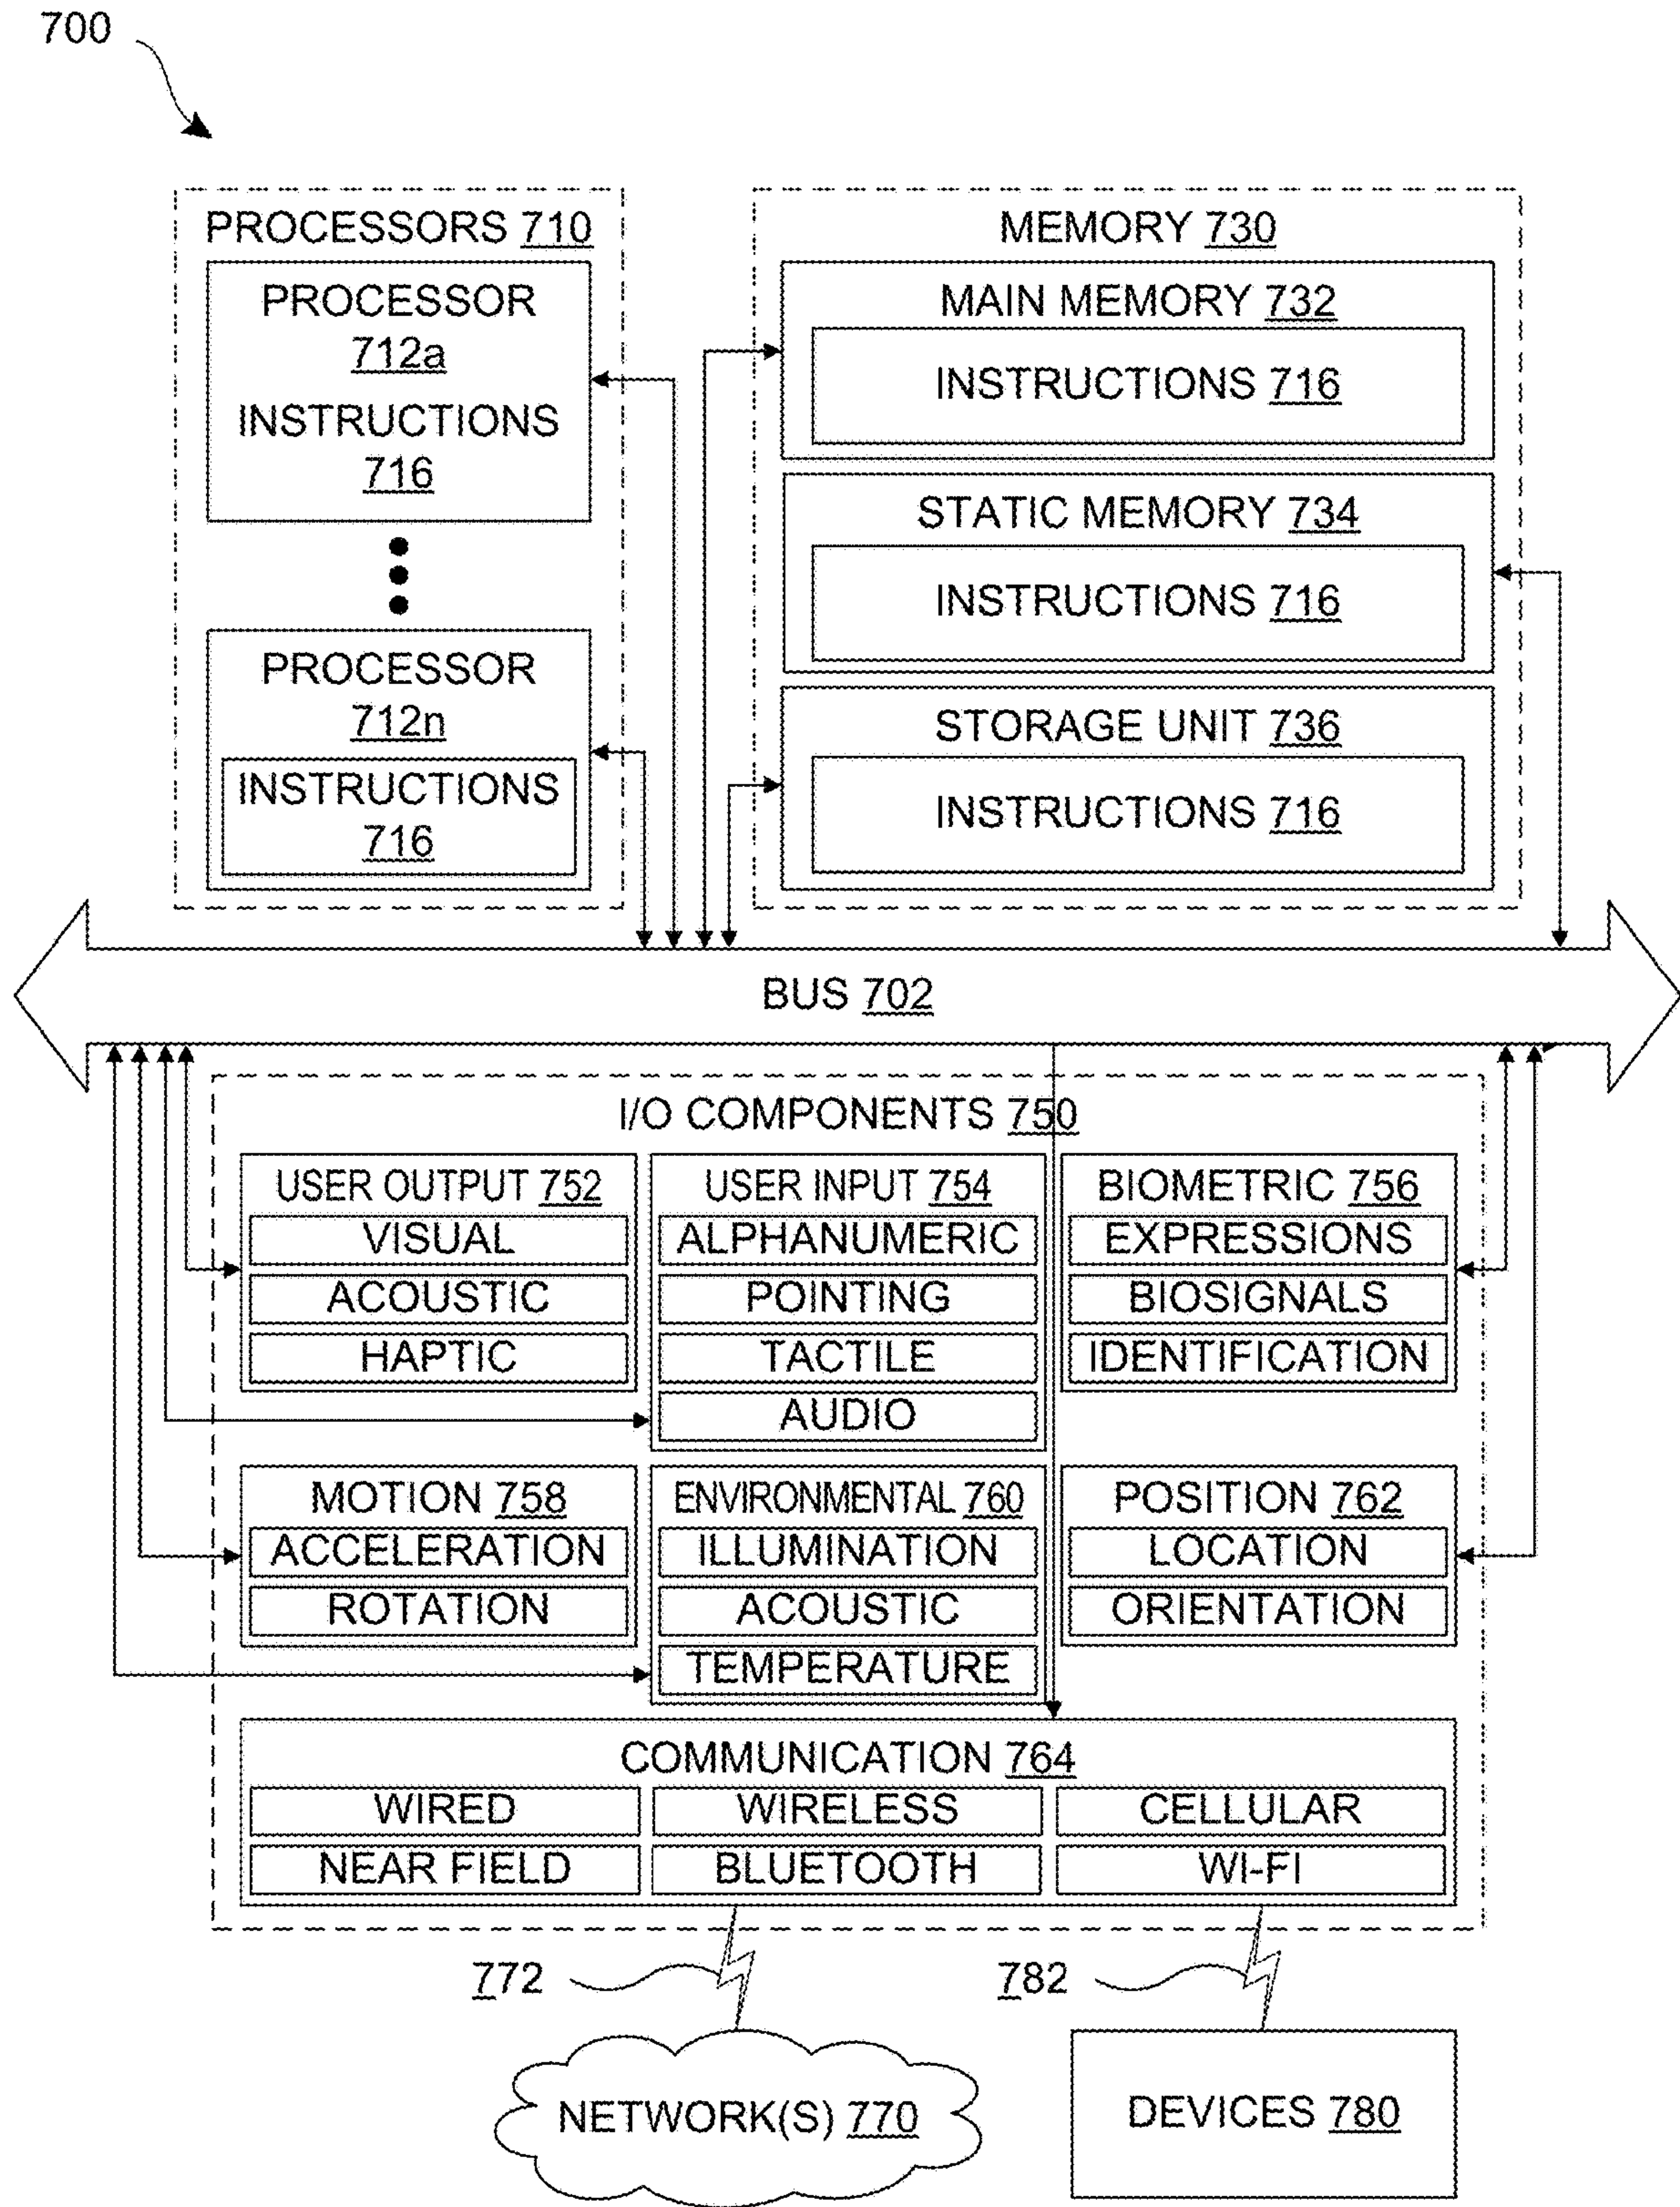 700
PROCESSORS 710
PROCESSOR
712a
INSTRUCTIONS
716
PROCESSOR
712n
INSTRUCTIONS
716
MEMORY 730
MAIN MEMORY 732
INSTRUCTIONS 716
STATIC MEMORY 734
INSTRUCTIONS 716
STORAGE UNIT 736
INSTRUCTIONS 716
BUS 702
I/O COMPONENTS 750
USER OUTPUT 752
VISUAL
ACOUSTIC
HAPTIC
USER INPUT 754
ALPHANUMERIC
POINTING
TACTILE
AUDIO
BIOMETRIC 756
EXPRESSIONS
BIOSIGNALS
IDENTIFICATION
MOTION 758
ACCELERATION
ROTATION
ENVIRONMENTAL 760
ILLUMINATION
ACOUSTIC
TEMPERATURE
POSITION 762
LOCATION
ORIENTATION
COMMUNICATION 764
WIRED
WIRELESS
CELLULAR
NEAR FIELD
BLUETOOTH
WI-FI
772
782
NETWORK(S) 770
DEVICES 780